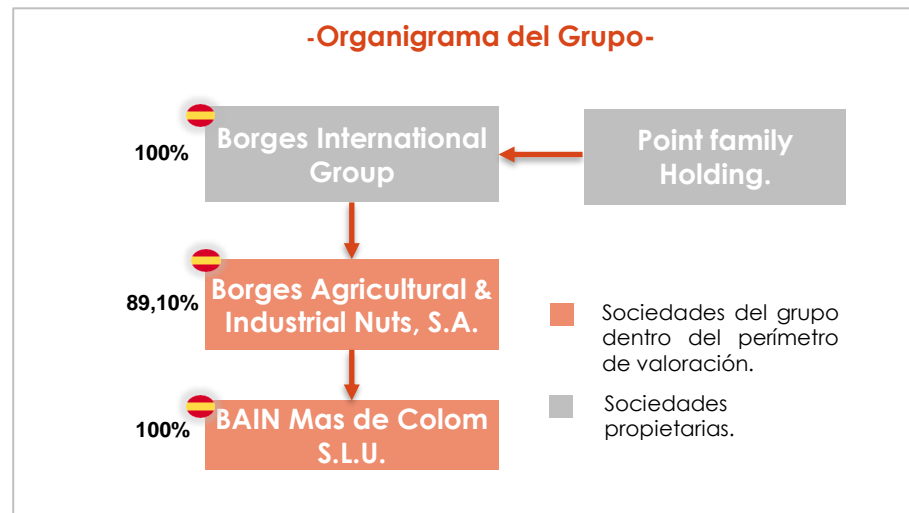 -Organigrama del Grupo-
100%
Borges International
Group
Point family
Holding.
89,10%
Borges Agricultural &
Industrial Nuts, S.A.
100%
BAIN Mas de Colom
S.L.U.
Sociedades del grupo
dentro del perímetro
de valoración.
Sociedades
propietarias.